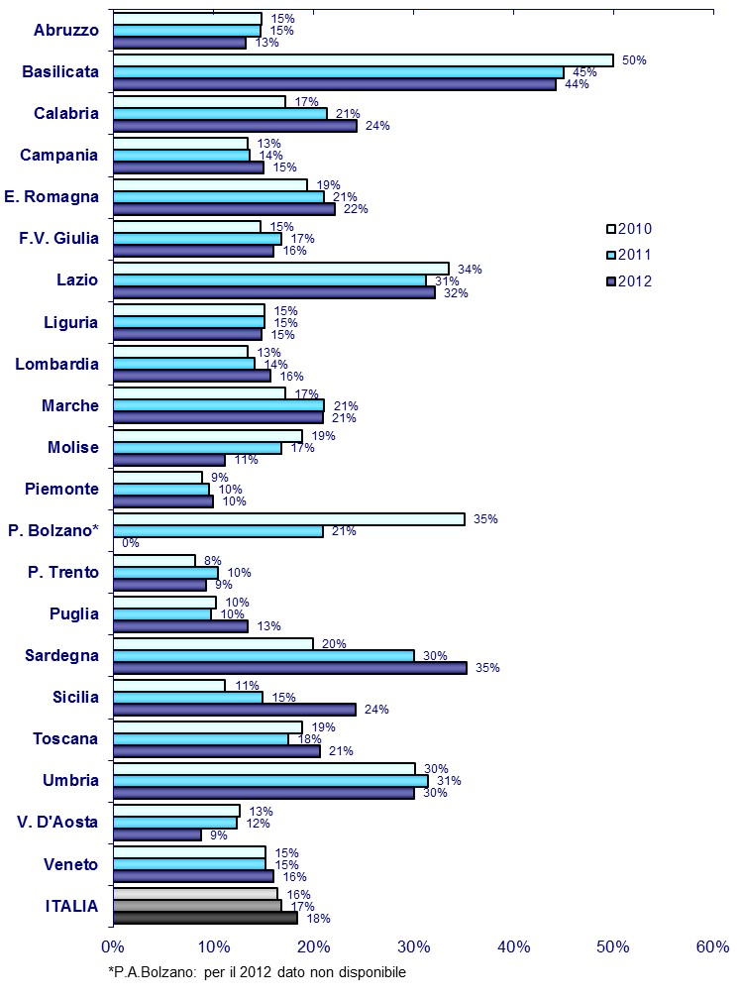 Abruzzo
15%
15%
13%
Basilicata
50%
45%
44%
Calabria
17%
21%
24%
Campania
13%
14%
15%
E. Romagna
19%
21%
22%
F.V. Giulia
15%
17%
16%
2010
2011
2012
Lazio
34%
31%
32%
Liguria
15%
15%
15%
Lombardia
13%
14%
16%
Marche
17%
21%
21%
Molise
19%
17%
11%
Piemonte
9%
10%
10%
P. Bolzano*
35%
21%
0%
P. Trento
8%
10%
9%
Puglia
10%
10%
13%
Sardegna
20%
30%
35%
Sicilia
11%
15%
24%
Toscana
19%
18%
21%
Umbria
30%
31%
30%
V. D'Aosta
13%
12%
9%
Veneto
15%
15%
16%
ITALIA
16%
17%
18%
0% 10% 20% 30% 40% 50% 60%
*P.A.Bolzano: per il 2012 dato non disponibile